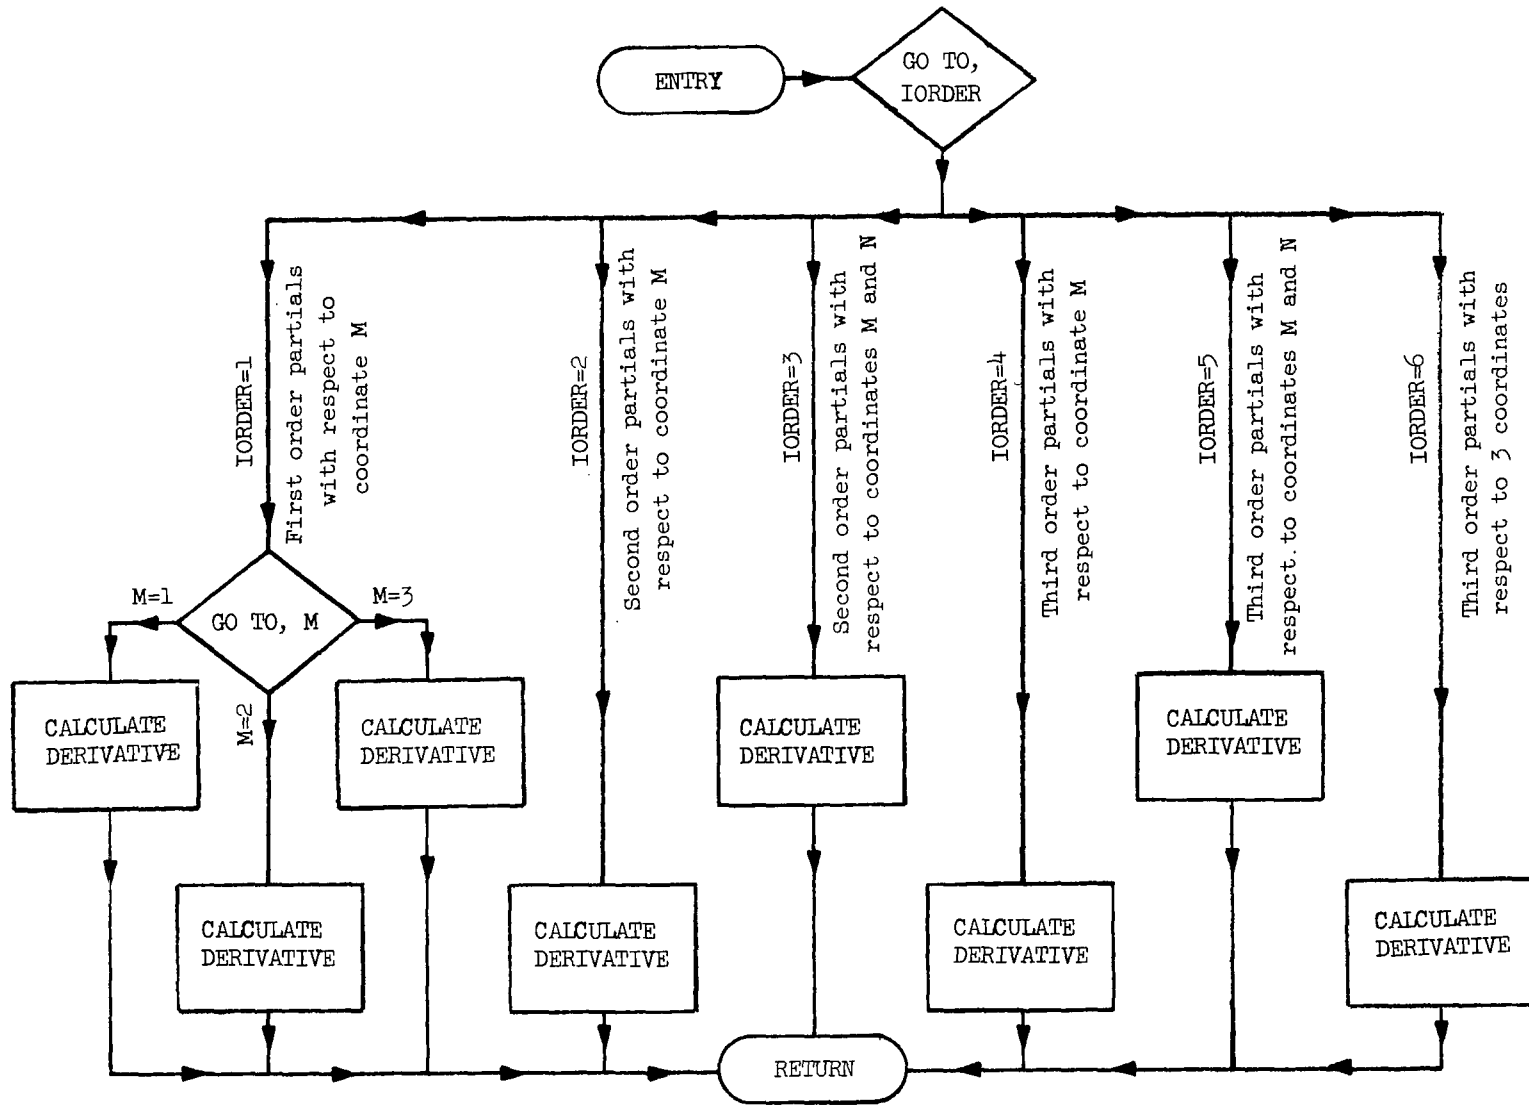 ENTRY
GO TO,
IORDER
IORDER=1
First order partials
with respect to
coordinate M
IORDER=2
Second order partials with
respect to coordinate M
IORDER=3
Second order partials with
respect to coordinates M and N
IORDER=4
Third order partials with
respect to coordinate M
IORDER=5
Third order partials with
respect to coordinates M and N
IORDER=6
Third order partials with
respect to 3 coordinates
M=1
GO TO, M
M=3
M=2
CALCULATE
DERIVATIVE
CALCULATE
DERIVATIVE
CALCULATE
DERIVATIVE
CALCULATE
DERIVATIVE
CALCULATE
DERIVATIVE
CALCULATE
DERIVATIVE
CALCULATE
DERIVATIVE
CALCULATE
DERIVATIVE
RETURN